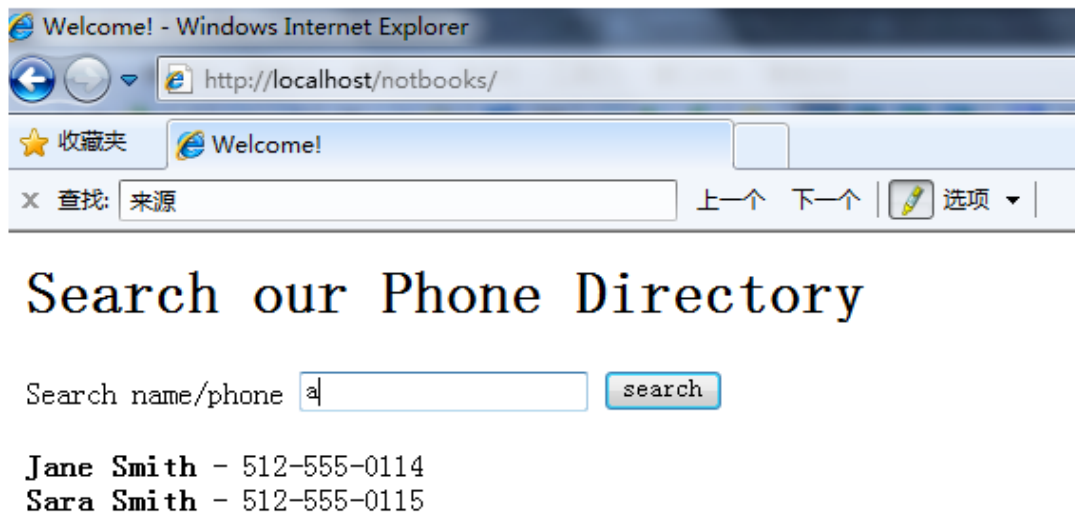 Welcome! - Windows Internet Explorer
http://localhost/notbooks/
收藏夹 Welcome!
x 查找: 来源 上一个 下一个 选项
Search our Phone Directory
Search name/phone a search
Jane Smith - 512-555-0114
Sara Smith - 512-555-0115